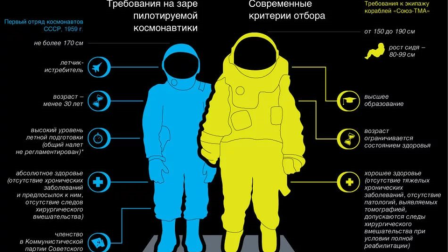 Требования на заре
пилотируемой
космонавтики
Первый отряд космонавтов
СССР, 1959 г.
не более 170 см
летчик-
истребитель
возраст –
менее 30 лет
высокий уровень
летной подготовки
(общий налет
не регламентирован)*
абсолютное здоровье
(отсутствие хронических
заболеваний
и предпосылок к ним,
отсутствие следов
хирургического
вмешательства)
членство
в Коммунистической
партии Советского
Современные
критерии отбора
Требования к экипажу
кораблей «Союз-ТМА»
от 150 до 190 см
рост сидя –
80-99 см
высшее
образование
возраст
ограничивается
состоянием здоровья
хорошее здоровье
(отсутствие тяжелых
хронических
заболеваний, отсутствие
патологий, выявляемых
томографией,
допускаются следы
хирургического
вмешательства при
условии полной
реабилитации)